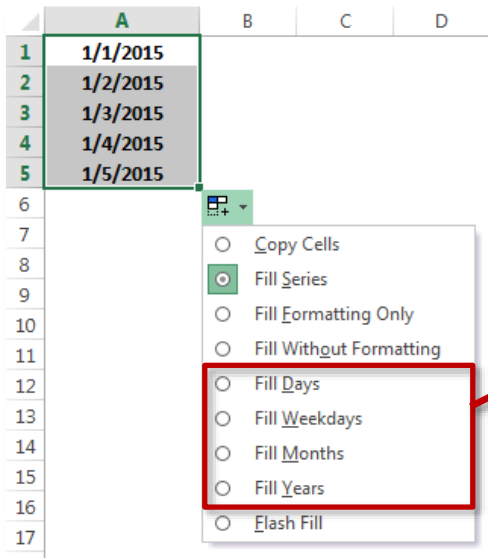 A B C D
1 1/1/2015
2 1/2/2015
3 1/3/2015
4 1/4/2015
5 1/5/2015
6
7 Copy Cells
8 Fill Series
9
10 Fill Formatting Only
11 Fill Without Formatting
12 Fill Days
13 Fill Weekdays
14 Fill Months
15 Fill Years
16
17 Flash Fill